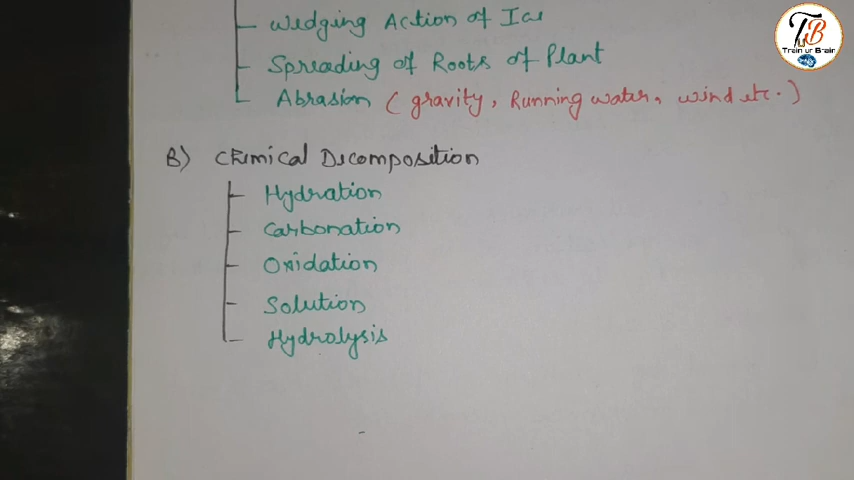 Wedging Action of Ice
Spreading of Roots of Plant
Abrasion (gravity, Running water, wind etc.)
B) Chemical Decomposition
Hydration
Carbonation
Oxidation
Solution
Hydrolysis
TB
Train ur Brain